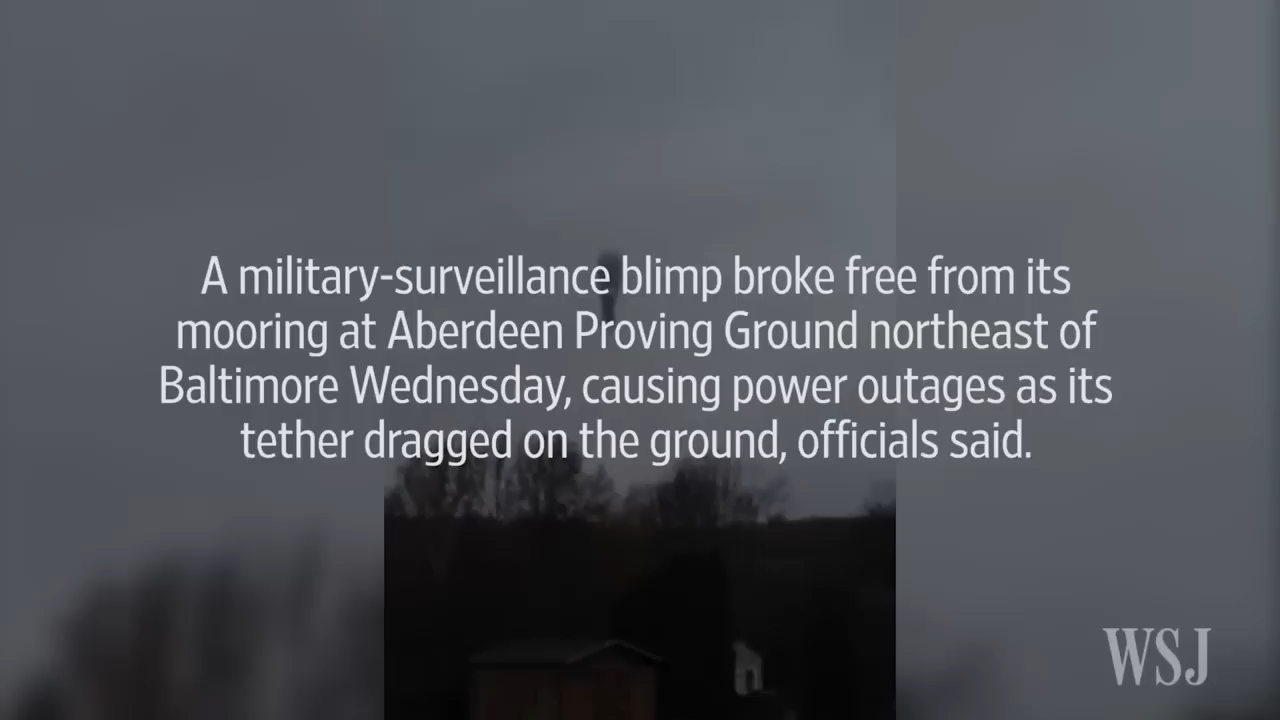 A military-surveillance blimp broke free from its
mooring at Aberdeen Proving Ground northeast of
Baltimore Wednesday, causing power outages as its
tether dragged on the ground, officials said.
WSJ